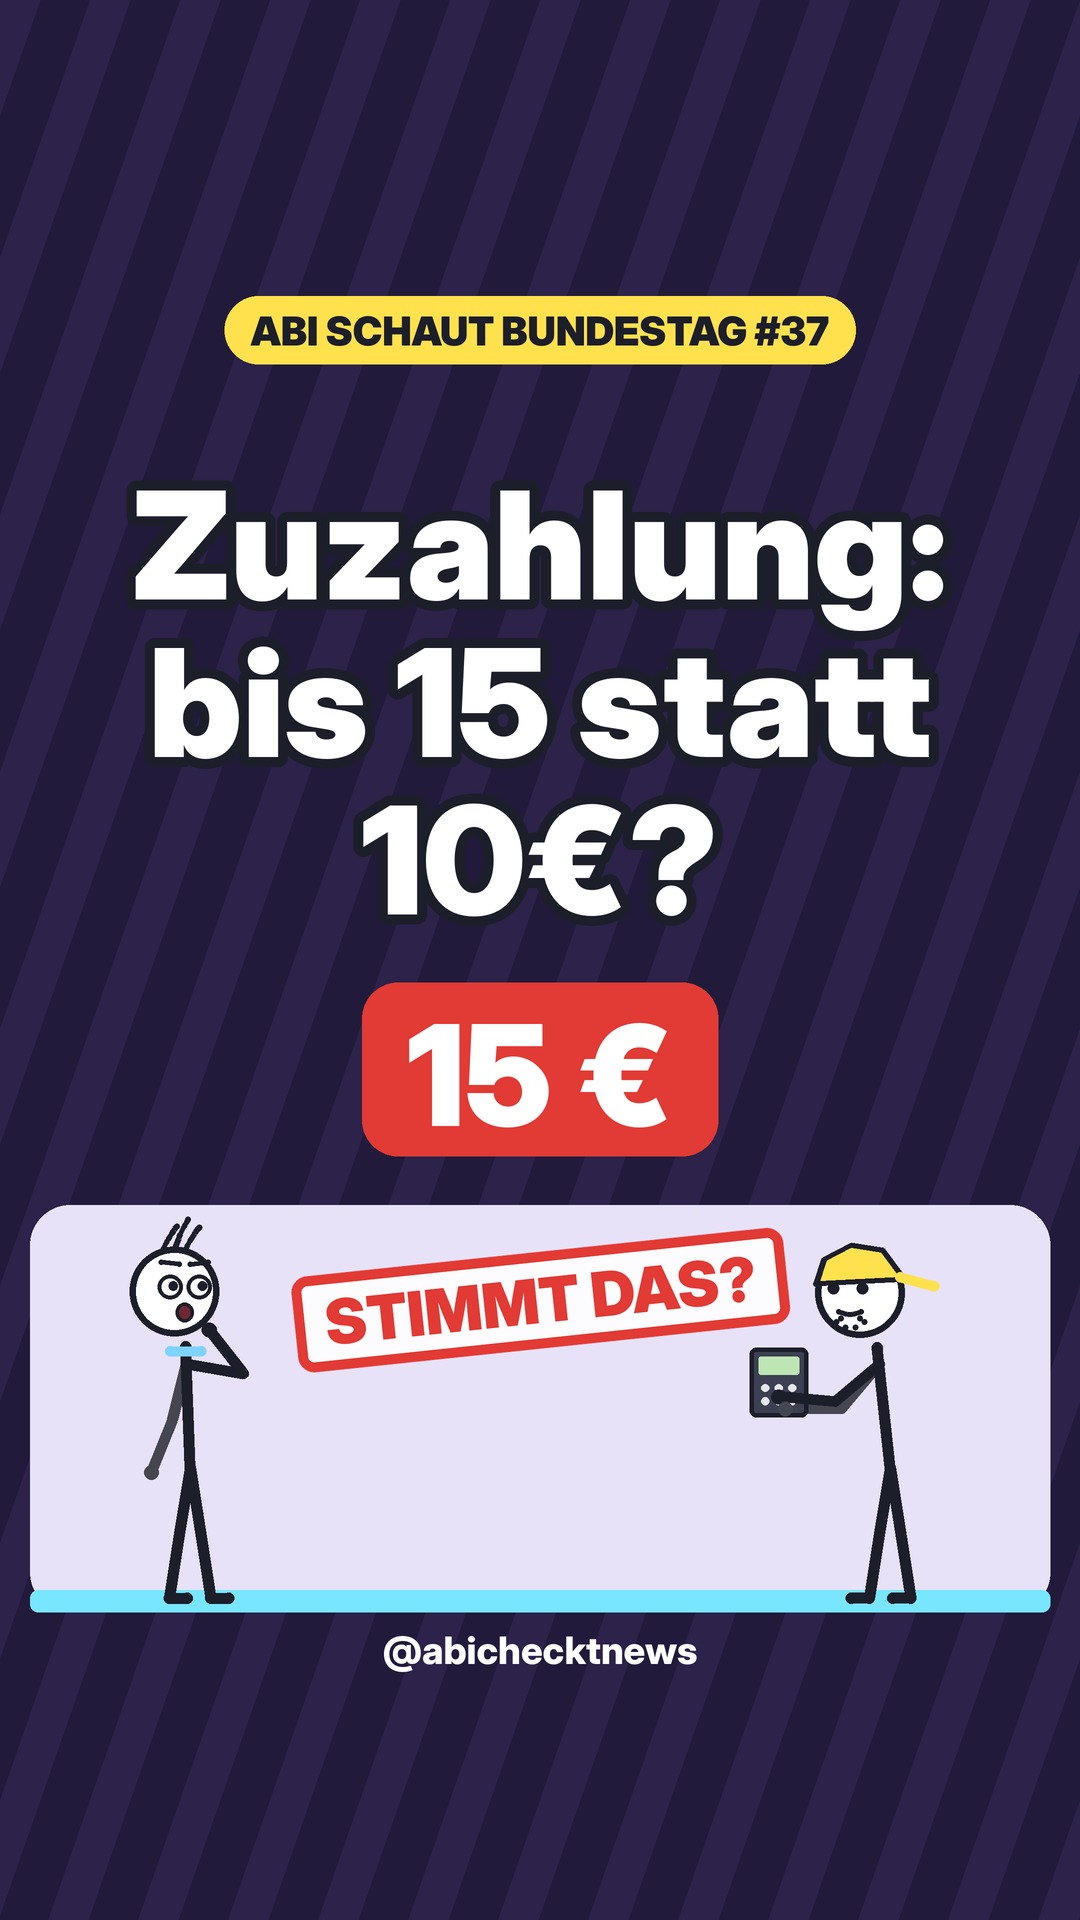 ABI SCHAUT BUNDESTAG #37
Zuzahlung:
bis 15 statt
10€?
15 €
STIMMT DAS?
@abichecktnews